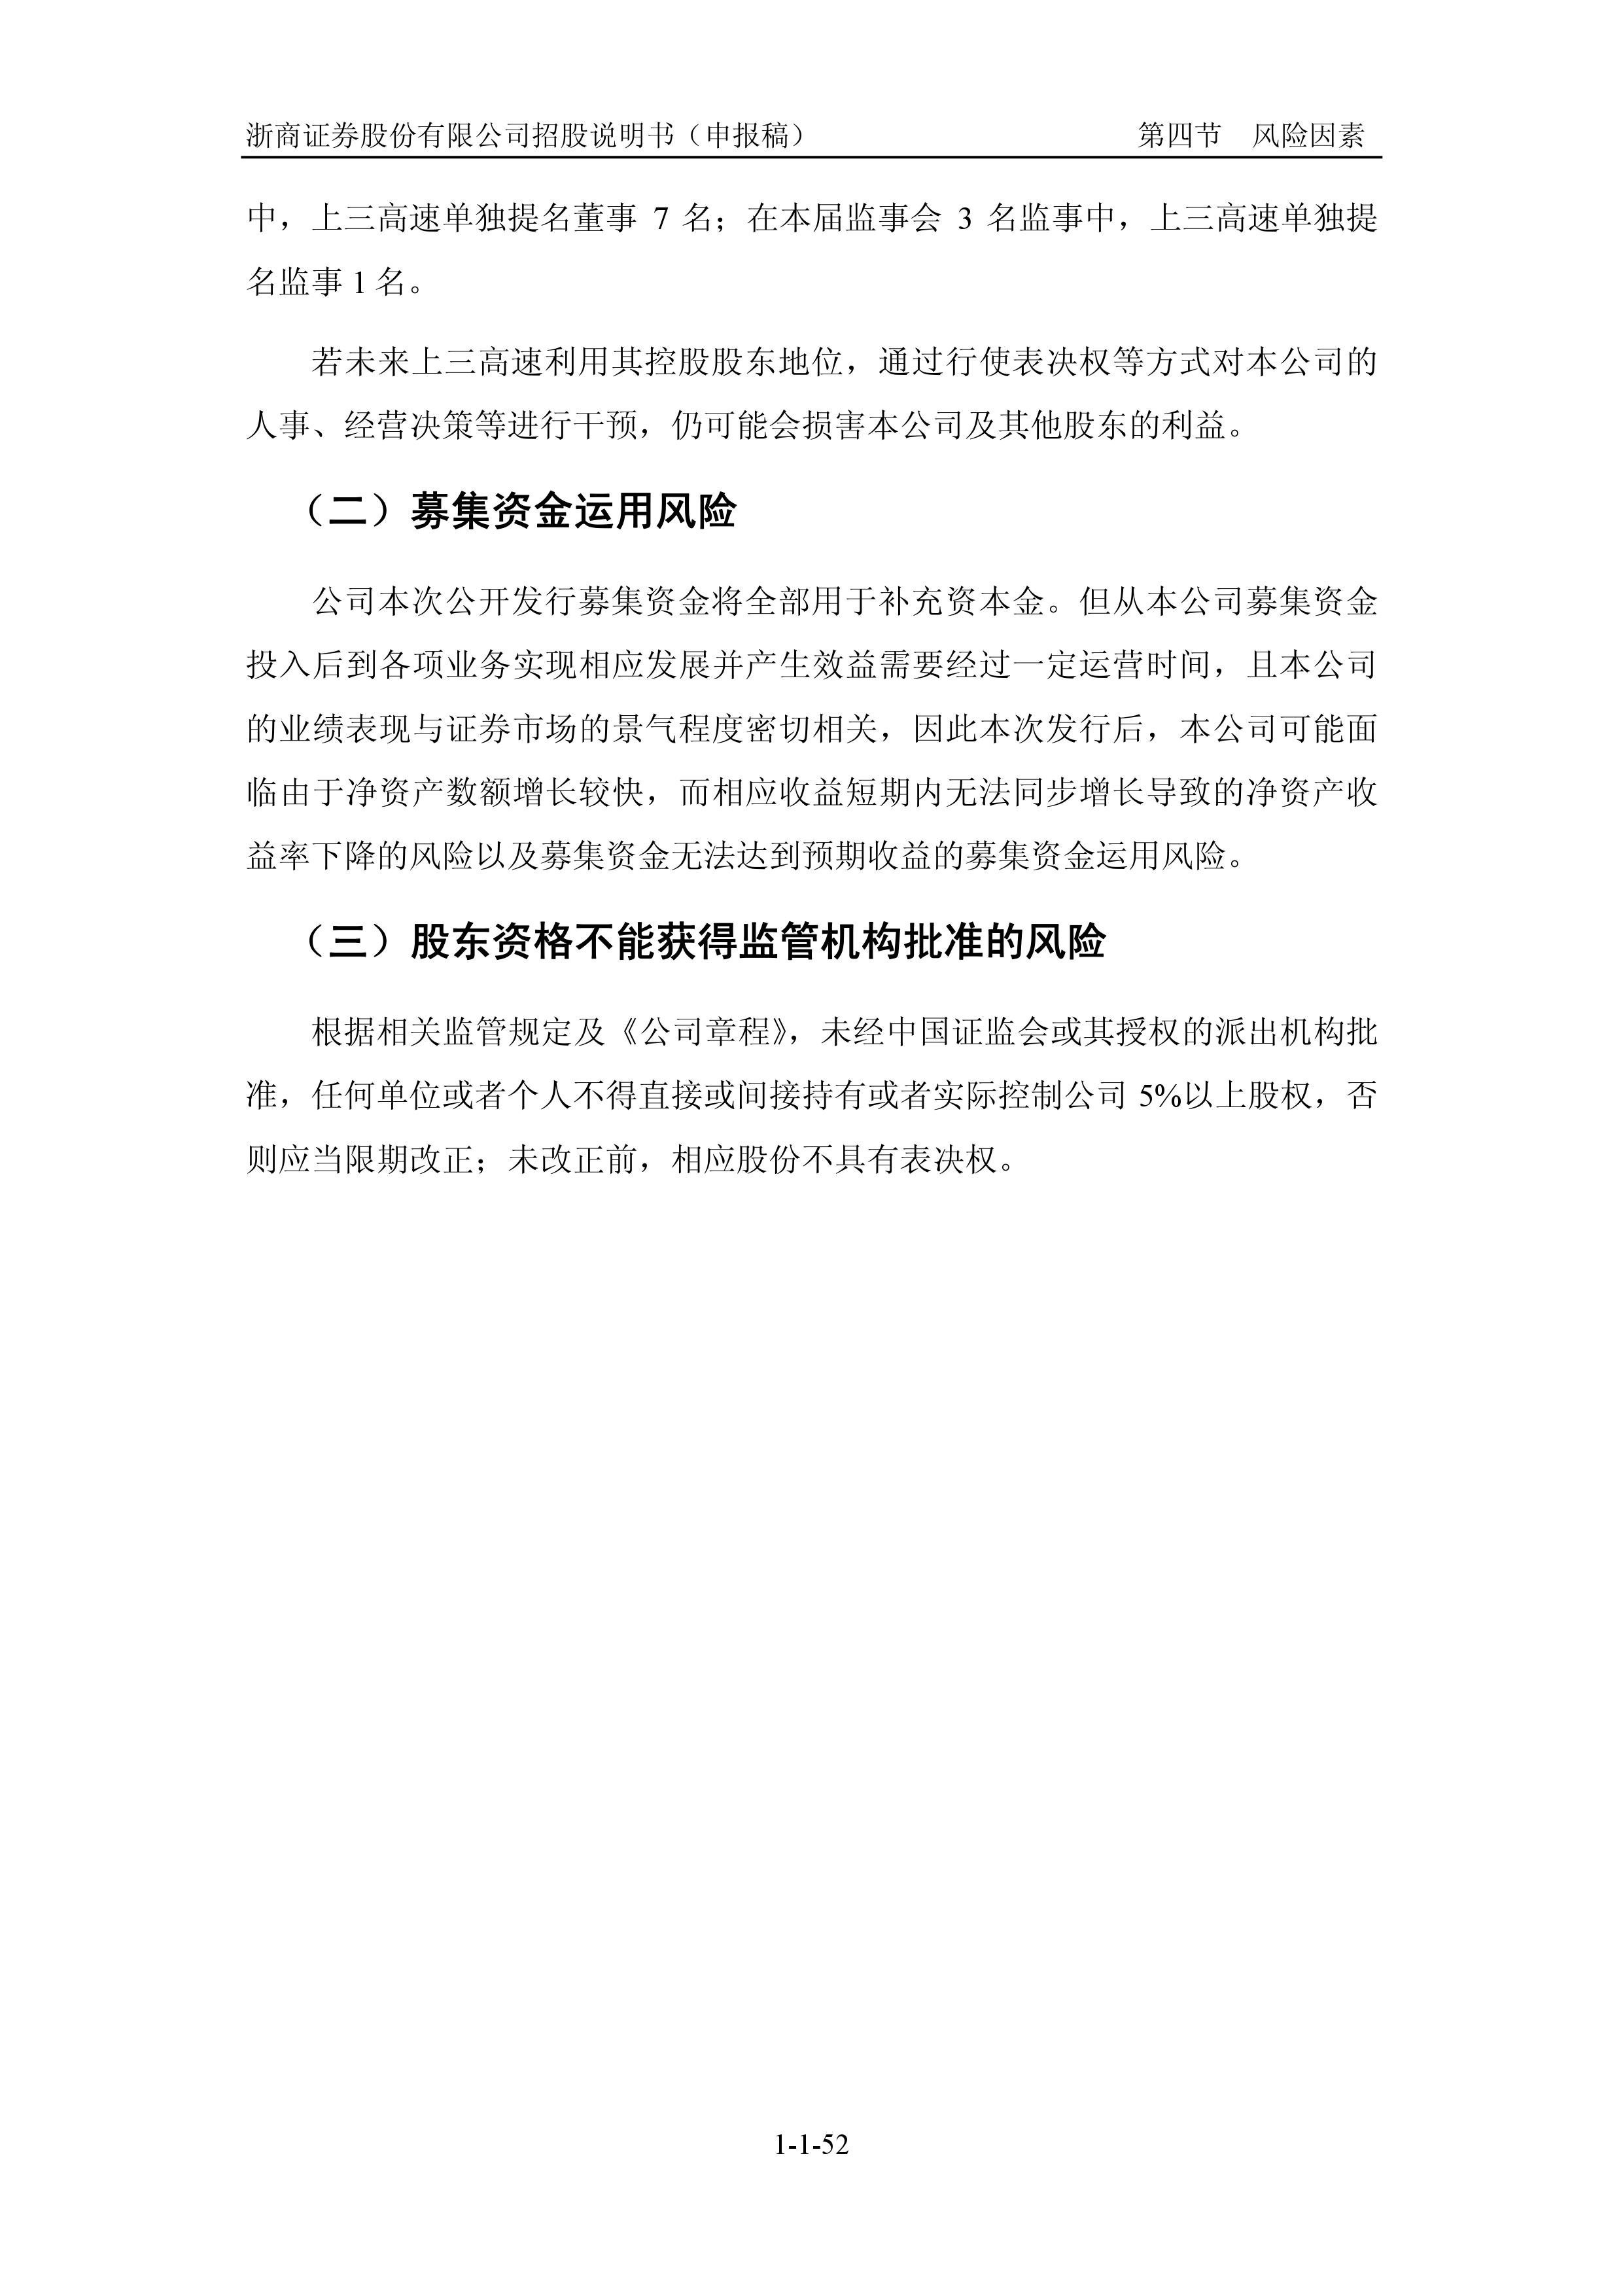 浙商证券股份有限公司招股说明书（申报稿） 第四节 风险因素
中，上三高速单独提名董事 7 名；在本届监事会 3 名监事中，上三高速单独提
名监事 1 名。
若未来上三高速利用其控股股东地位，通过行使表决权等方式对本公司的
人事、经营决策等进行干预，仍可能会损害本公司及其他股东的利益。
（二）募集资金运用风险
公司本次公开发行募集资金将全部用于补充资本金。但从本公司募集资金
投入后到各项业务实现相应发展并产生效益需要经过一定运营时间，且本公司
的业绩表现与证券市场的景气程度密切相关，因此本次发行后，本公司可能面
临由于净资产数额增长较快，而相应收益短期内无法同步增长导致的净资产收
益率下降的风险以及募集资金无法达到预期收益的募集资金运用风险。
（三）股东资格不能获得监管机构批准的风险
根据相关监管规定及《公司章程》，未经中国证监会或其授权的派出机构批
准，任何单位或者个人不得直接或间接持有或者实际控制公司 5%以上股权，否
则应当限期改正；未改正前，相应股份不具有表决权。
1-1-52